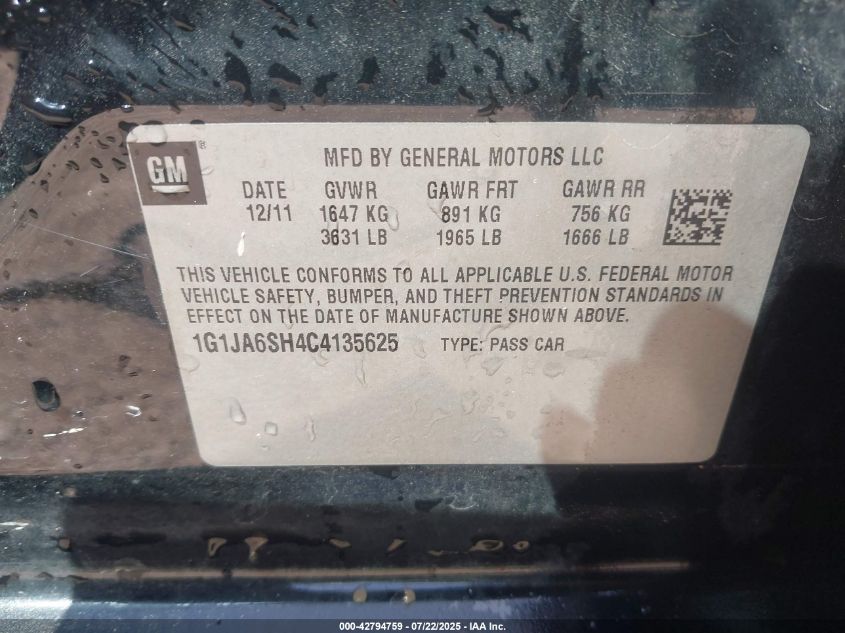 GM ®
MFD BY GENERAL MOTORS LLC
DATE GVWR GAWR FRT GAWR RR
12/11 1647 KG 891 KG 756 KG
3631 LB 1965 LB 1666 LB
THIS VEHICLE CONFORMS TO ALL APPLICABLE U.S. FEDERAL MOTOR
VEHICLE SAFETY, BUMPER, AND THEFT PREVENTION STANDARDS IN
EFFECT ON THE DATE OF MANUFACTURE SHOWN ABOVE.
1G1JA6SH4C4135625 TYPE: PASS CAR
000-42794759 - 07/22/2025 - IAA Inc.